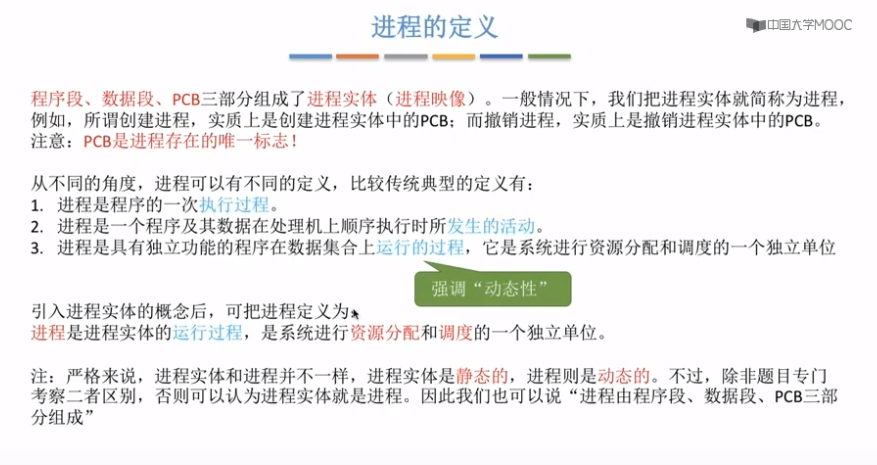 进程的定义
中国大学MOOC
程序段、数据段、PCB三部分组成了进程实体（进程映像）。一般情况下，我们把进程实体就简称为进程，
例如，所谓创建进程，实质上是创建进程实体中的PCB；而撤销进程，实质上是撤销进程实体中的PCB。
注意：PCB是进程存在的唯一标志！
从不同的角度，进程可以有不同的定义，比较传统典型的定义有：
1. 进程是程序的一次执行过程。
2. 进程是一个程序及其数据在处理机上顺序执行时所发生的活动。
3. 进程是具有独立功能的程序在数据集合上运行的过程，它是系统进行资源分配和调度的一个独立单位
强调“动态性”
引入进程实体的概念后，可把进程定义为：
进程是进程实体的运行过程，是系统进行资源分配和调度的一个独立单位。
注：严格来说，进程实体和进程并不一样，进程实体是静态的，进程则是动态的。不过，除非题目专门
考察二者区别，否则可以认为进程实体就是进程。因此我们也可以说“进程由程序段、数据段、PCB三部
分组成”